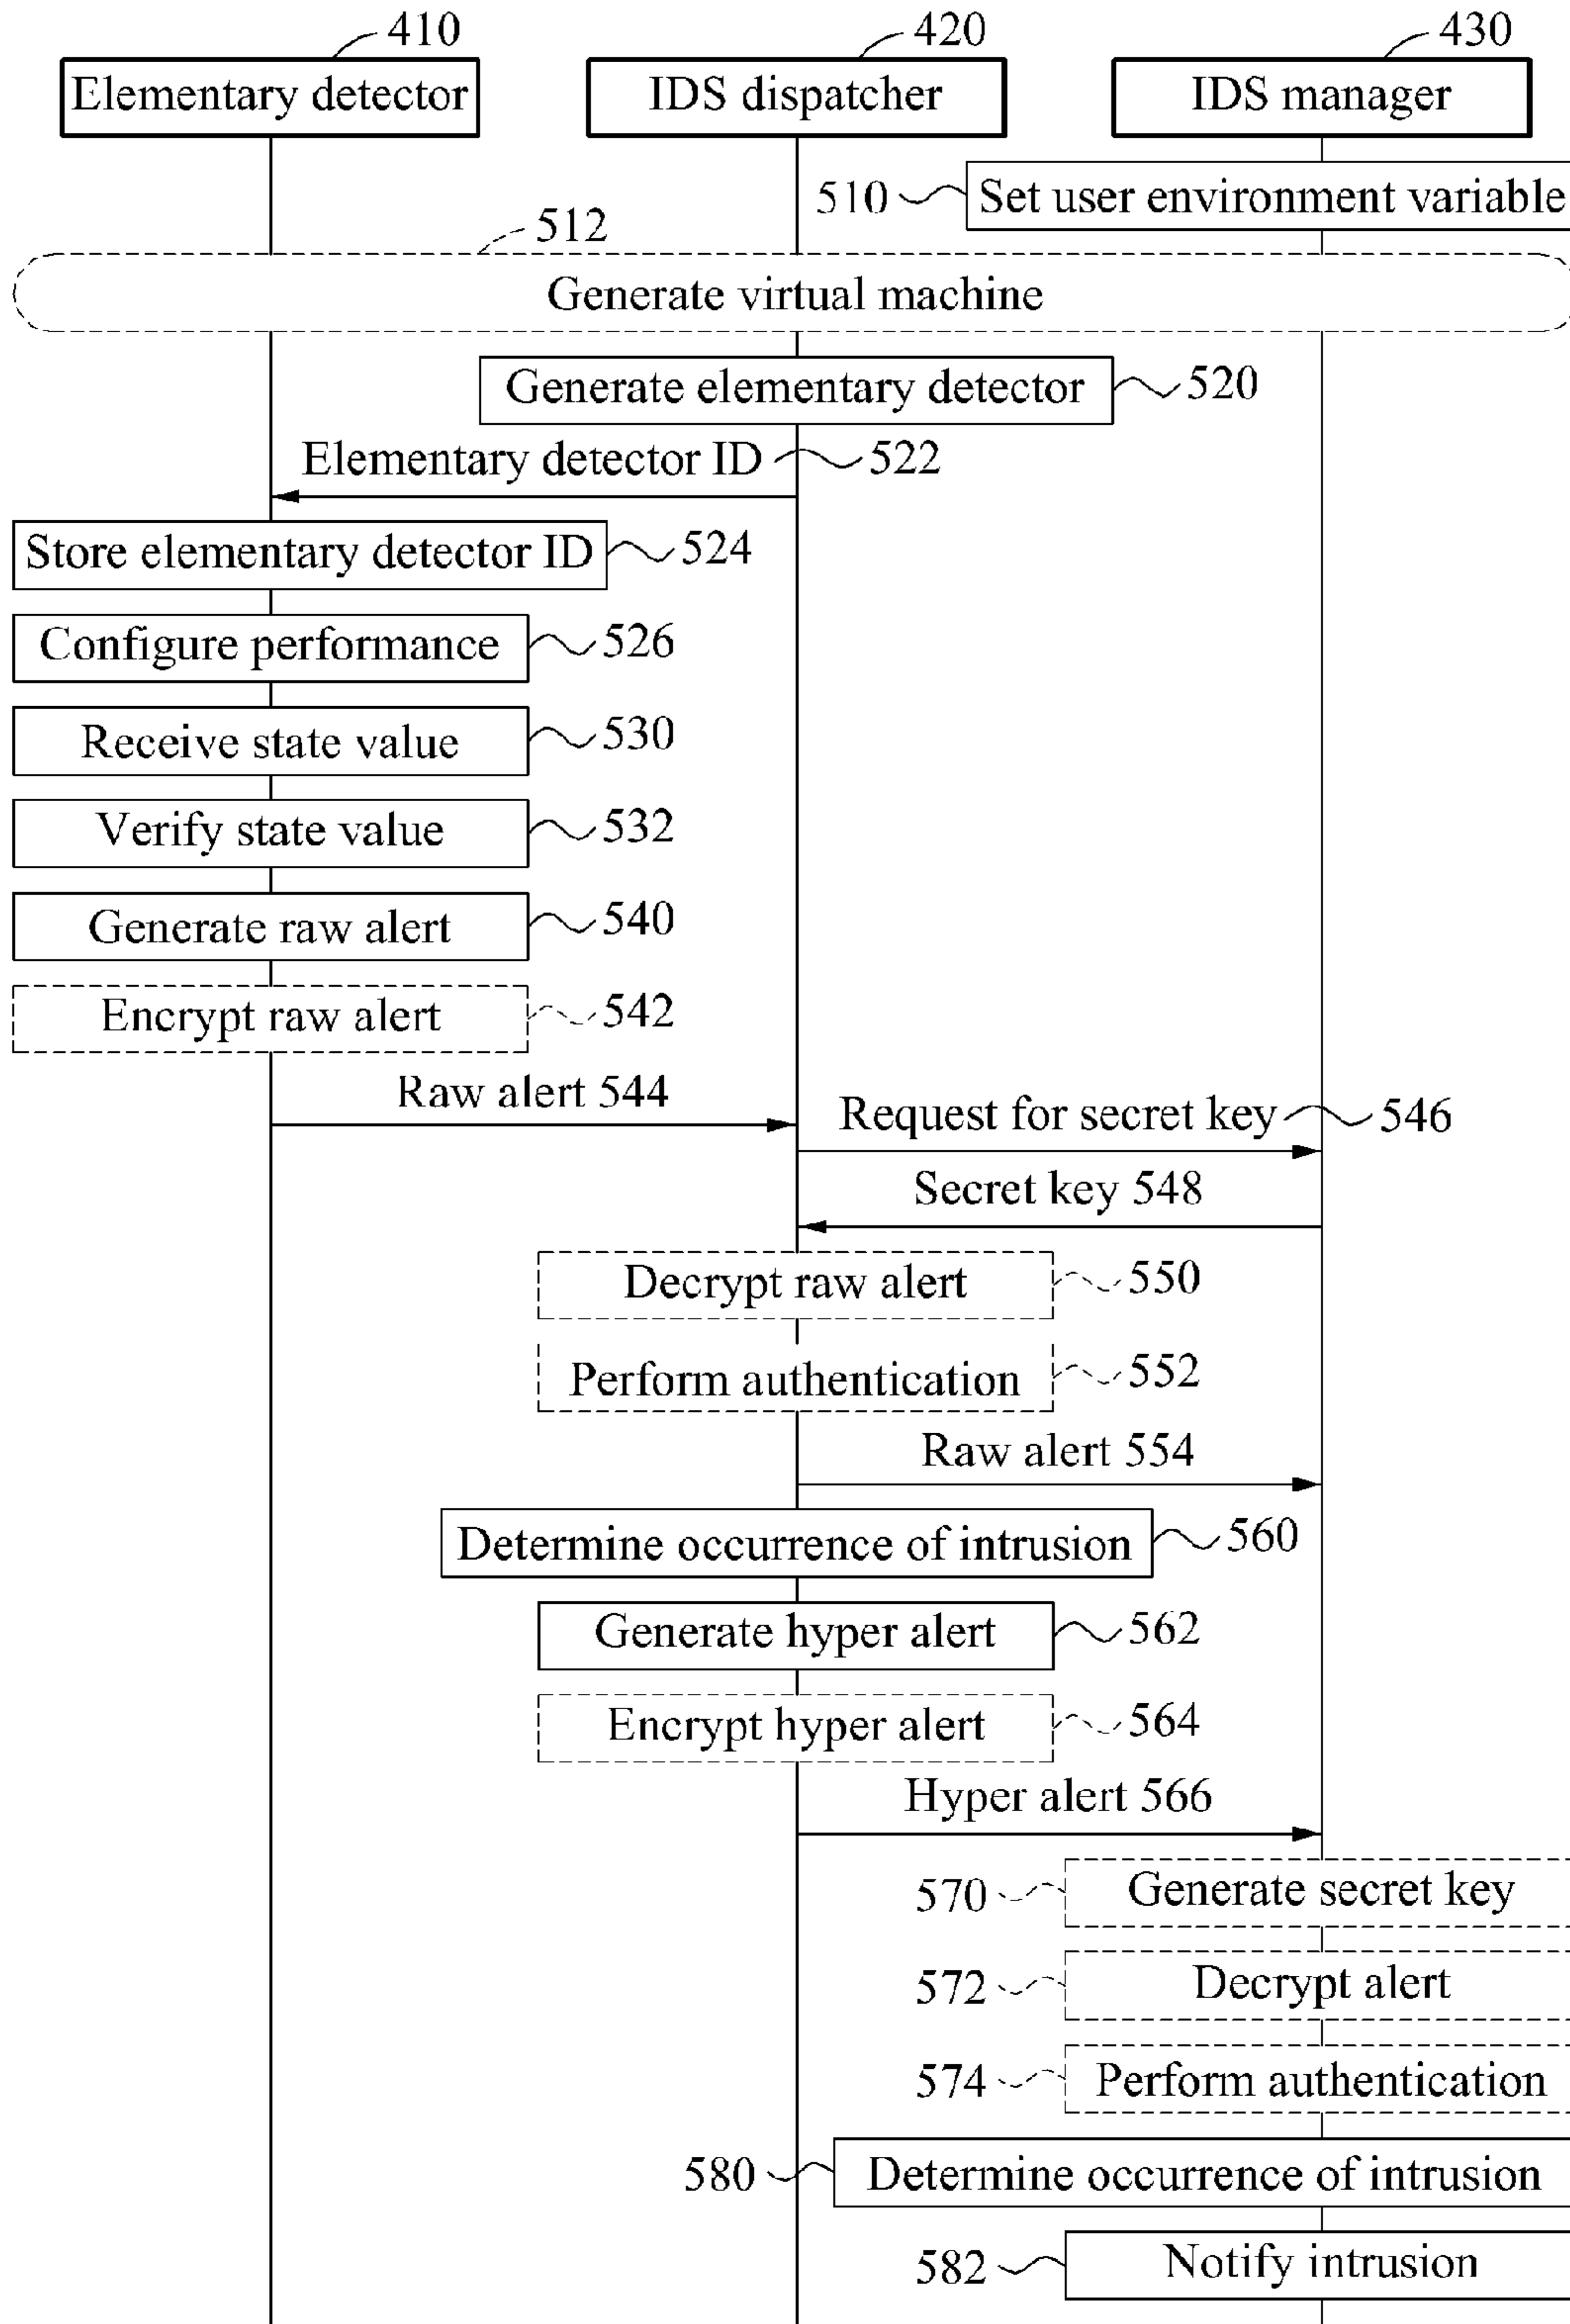 410
420
430
Elementary detector
IDS dispatcher
IDS manager
510
Set user environment variable
512
Generate virtual machine
Generate elementary detector
520
Elementary detector ID
522
Store elementary detector ID
524
Configure performance
526
Receive state value
530
Verify state value
532
Generate raw alert
540
Encrypt raw alert
542
Raw alert 544
Request for secret key
546
Secret key 548
Decrypt raw alert
550
Perform authentication
552
Raw alert 554
Determine occurrence of intrusion
560
Generate hyper alert
562
Encrypt hyper alert
564
Hyper alert 566
570
Generate secret key
572
Decrypt alert
574
Perform authentication
580
Determine occurrence of intrusion
582
Notify intrusion